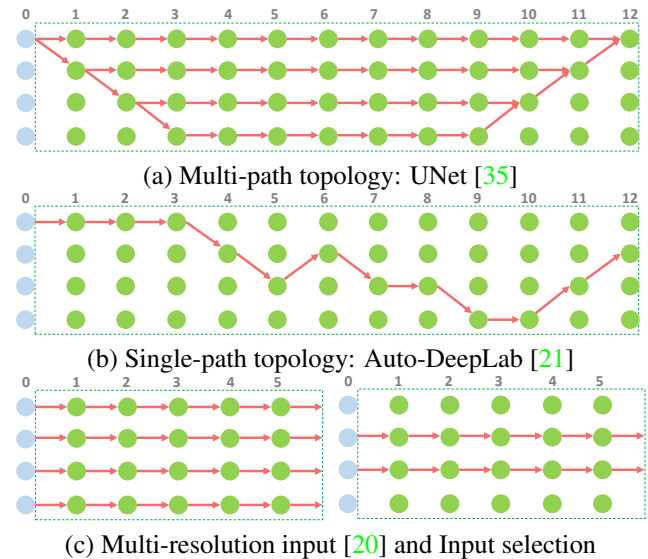 0 1 2 3 4 5 6 7 8 9 10 11 12
(a) Multi-path topology: UNet [35]
0 1 2 3 4 5 6 7 8 9 10 11 12
(b) Single-path topology: Auto-DeepLab [21]
0 1 2 3 4 5
0 1 2 3 4 5
(c) Multi-resolution input [20] and Input selection